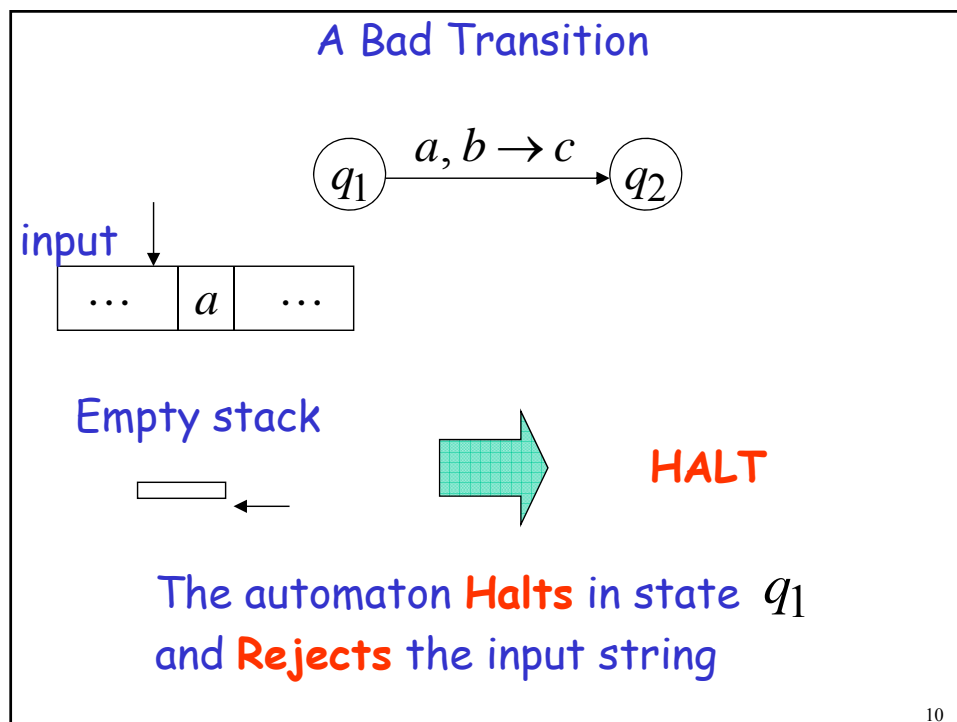 A Bad Transition
a, b → c
q₁ q₂
input
⋯ a ⋯
Empty stack
HALT
The automaton Halts in state q₁
and Rejects the input string
10